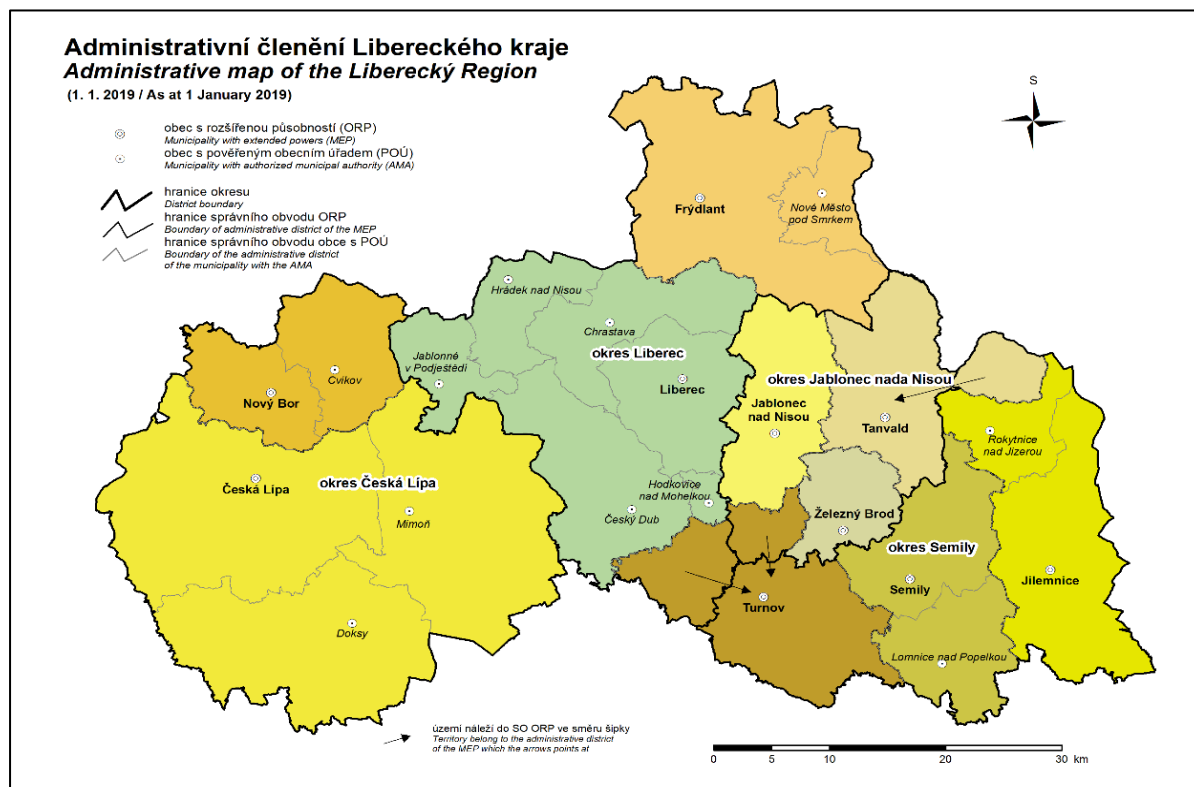 Administrativní členění Libereckého kraje
Administrative map of the Liberecký Region
(1. 1. 2019 / As at 1 January 2019)
obec s rozšířenou působností (ORP)
Municipality with extended powers (MEP)
obec s pověřeným obecním úřadem (POÚ)
Municipality with authorized municipal authority (AMA)
hranice okresu
District boundary
hranice správního obvodu ORP
Boundary of administrative district of the MEP
hranice správního obvodu obce s POÚ
Boundary of the administrative district
of the municipality with the AMA
S
Frýdlant
Nové Město
pod Smrkem
Hrádek nad Nisou
Chrastava
okres Liberec
Jablonné
v Podještědí
Cvikov
Liberec
okres Jablonec nada Nisou
Nový Bor
Jablonec
nad Nisou
Tanvald
Rokytnice
nad Jizerou
Česká Lípa
okres Česká Lípa
Mimoň
Hodkovice
nad Mohelkou
Český Dub
Železný Brod
okres Semily
Semily
Jilemnice
Turnov
Doksy
Lomnice nad Popelkou
území náleží do SO ORP ve směru šipky
Territory belong to the administrative district
of the MEP which the arrows points at
0 5 10 20 30 km